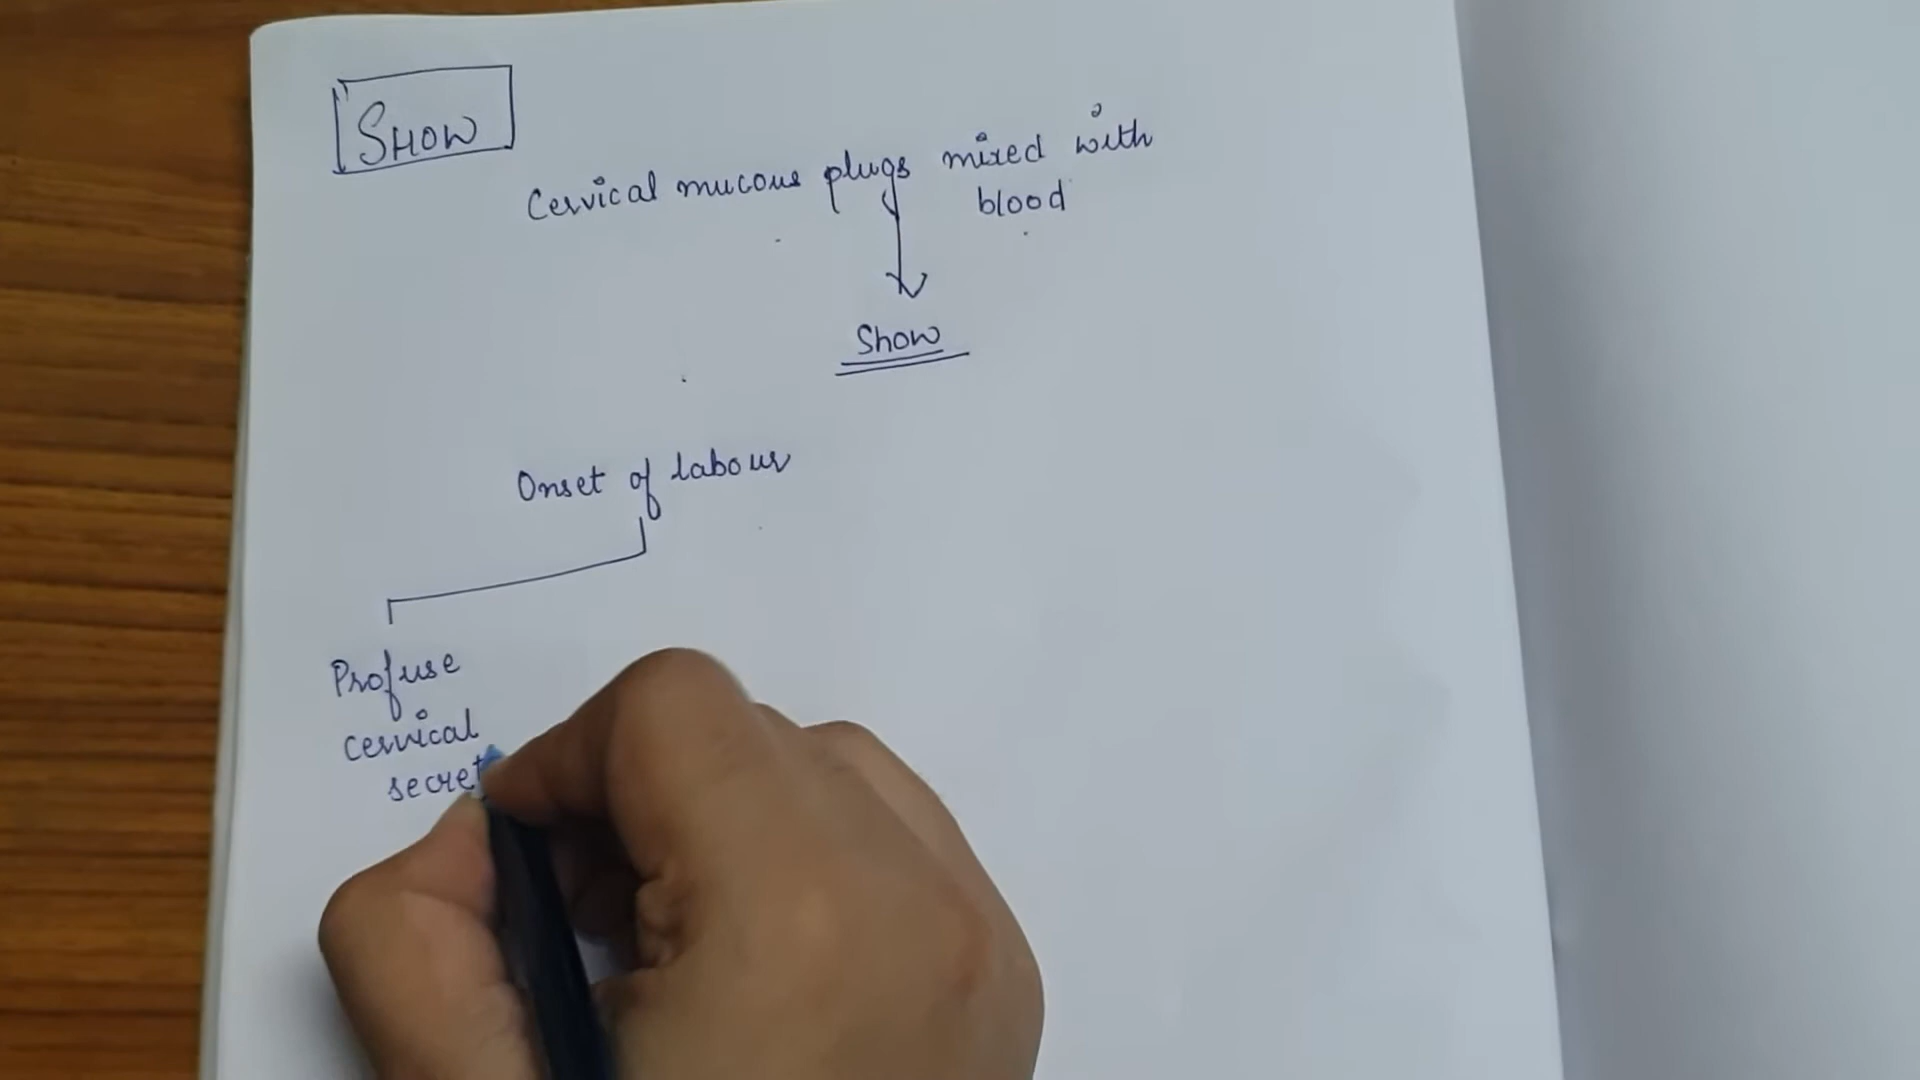 SHOW
Cervical mucous plugs mixed with
blood
Show
Onset of labour
Profuse
cervical
secret